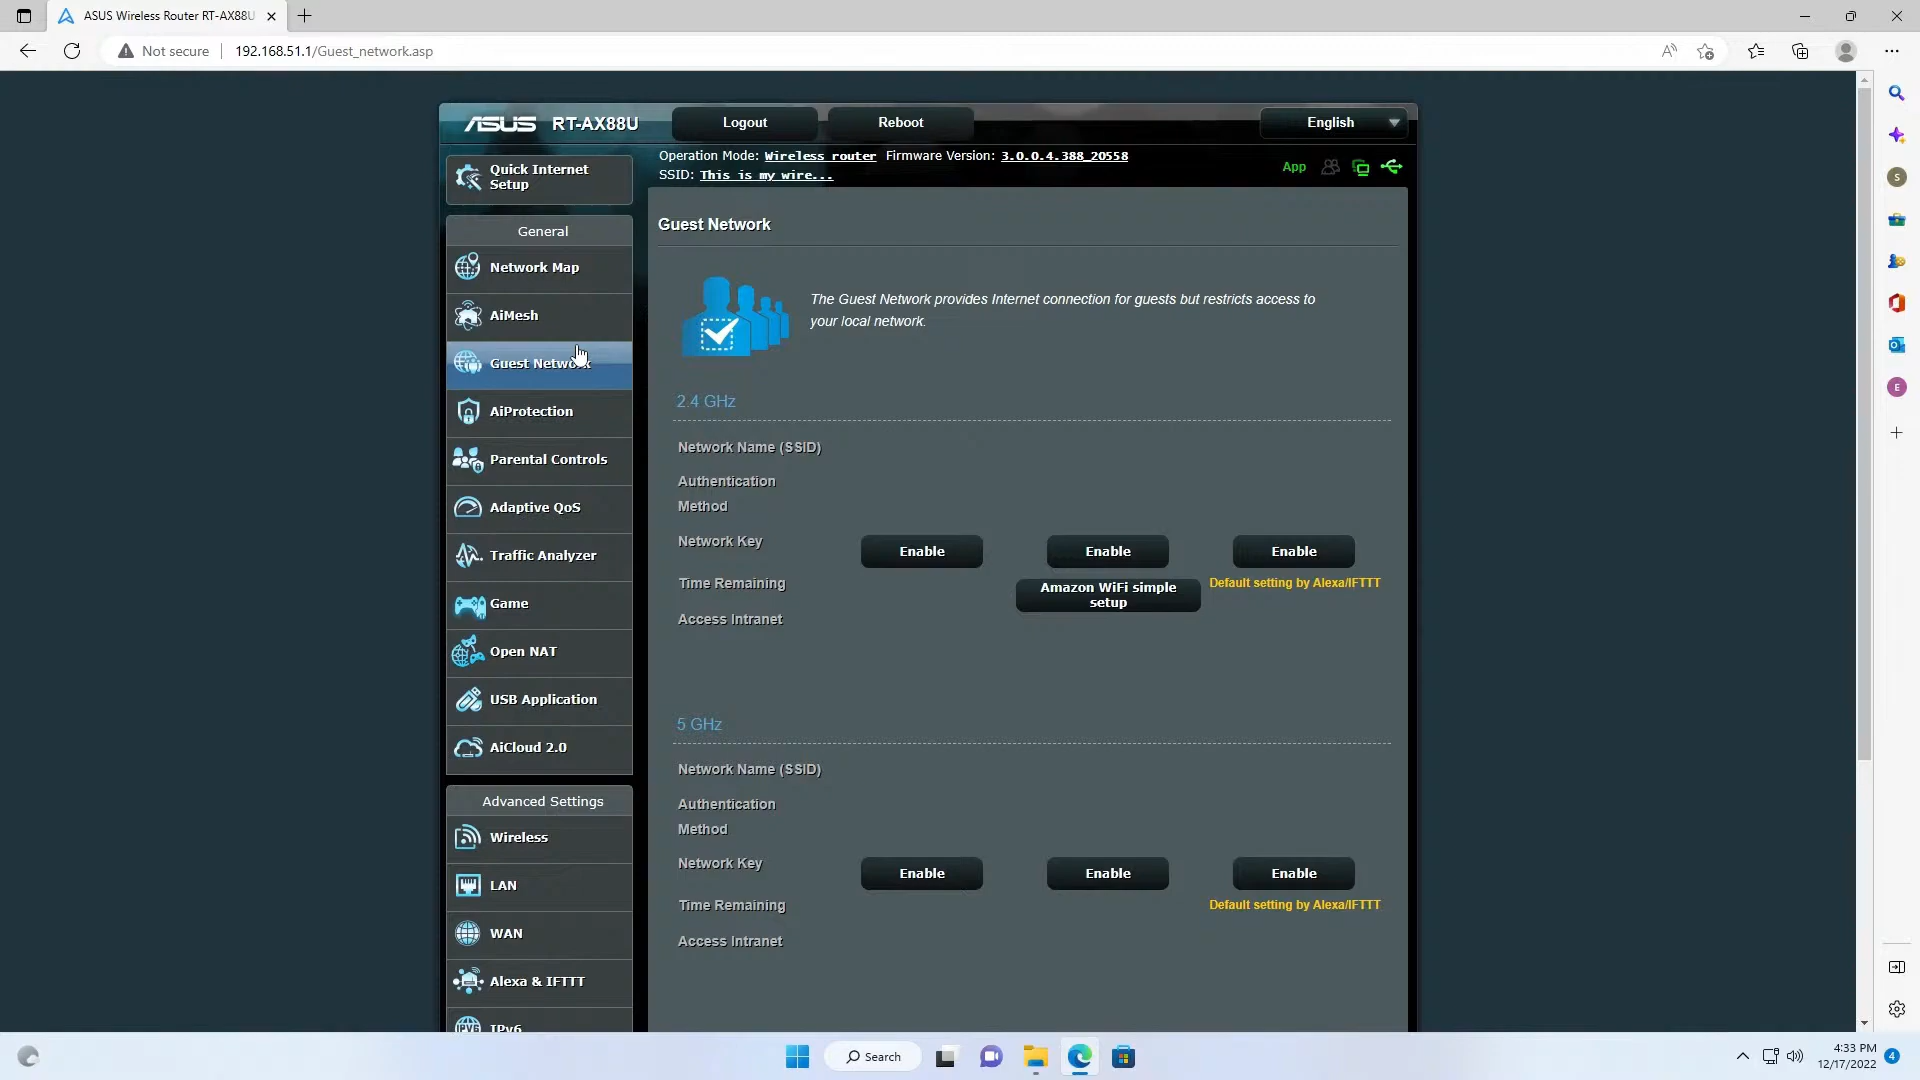 ASUS Wireless Router RT-AX88U
Not secure
192.168.51.1/Guest_network.asp
ASUS RT-AX88U
Logout
Reboot
English
Operation Mode: Wireless router Firmware Version: 3.0.0.4.388_20558
SSID: This is my wire...
App
Quick Internet
Setup
General
Network Map
AiMesh
Guest Network
AiProtection
Parental Controls
Adaptive QoS
Traffic Analyzer
Game
Open NAT
USB Application
AiCloud 2.0
Advanced Settings
Wireless
LAN
WAN
Alexa & IFTTT
IPv6
Guest Network
The Guest Network provides Internet connection for guests but restricts access to
your local network.
2.4 GHz
Network Name (SSID)
Authentication
Method
Network Key
Enable
Enable
Enable
Time Remaining
Amazon WiFi simple
setup
Default setting by Alexa/IFTTT
Access Intranet
5 GHz
Network Name (SSID)
Authentication
Method
Network Key
Enable
Enable
Enable
Time Remaining
Default setting by Alexa/IFTTT
Access Intranet
S
E
Search
4:33 PM
12/17/2022
4